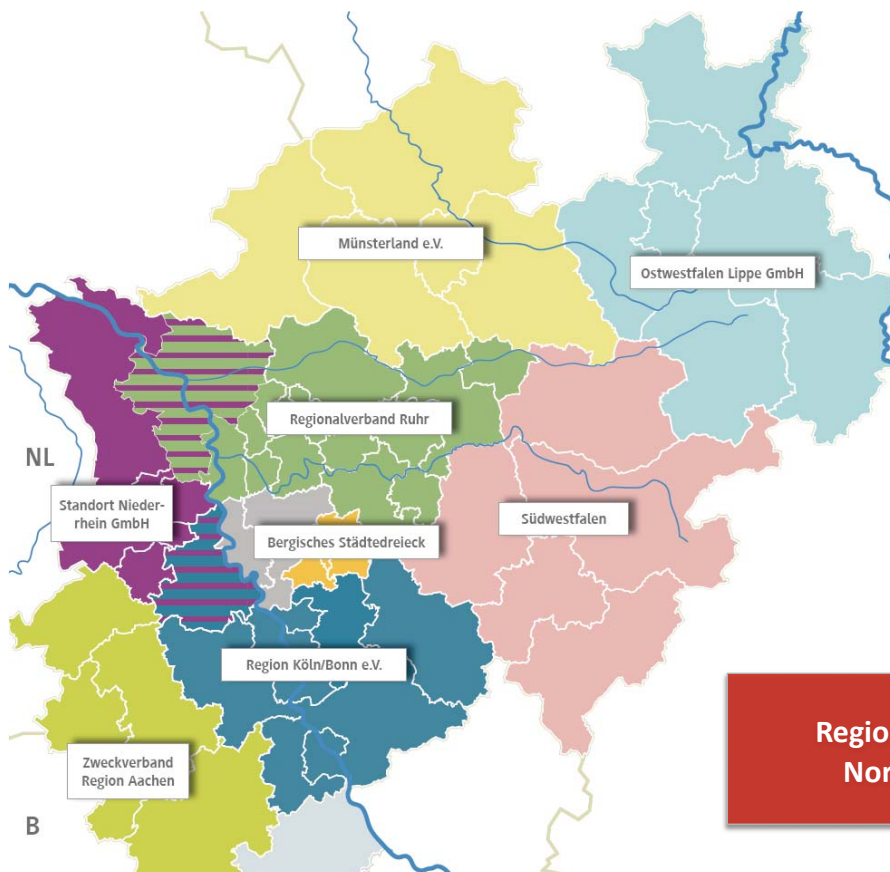 Münsterland e.V.
Ostwestfalen Lippe GmbH
Regionalverband Ruhr
NL
Standort Nieder-
rhein GmbH
Südwestfalen
Bergisches Städtedreieck
Region Köln/Bonn e.V.
Zweckverband
Region Aachen
B